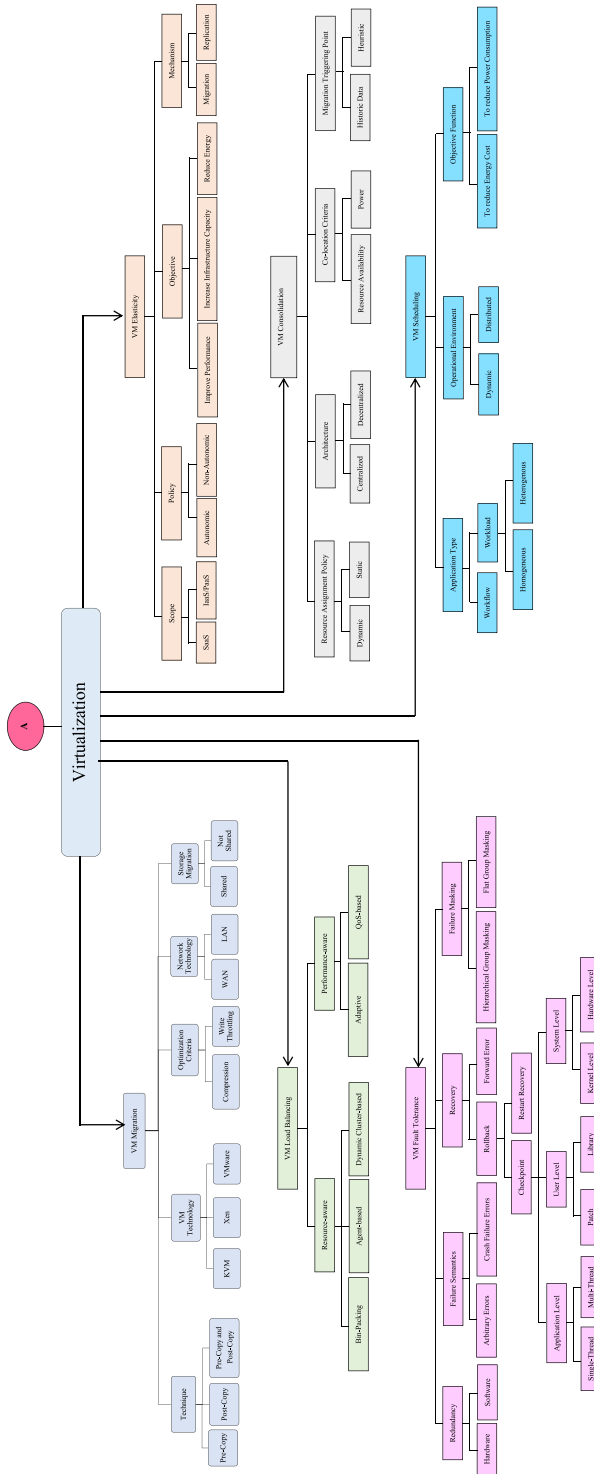 A
Virtualization
VM Migration
Technique
Pre-Copy
Post-Copy
Pre-Copy and
Post-Copy
VM
Technology
KVM
Xen
VMware
Optimization
Criteria
Compression
Write
Throttling
Network
Technology
WAN
LAN
Storage
Migration
Shared
Not
Shared
VM Elasticity
Scope
SaaS
IaaS/PaaS
Policy
Autonomic
Non-Autonomic
Objective
Improve Performance
Increase Infrastructure Capacity
Reduce Energy
Mechanism
Migration
Replication
VM Load Balancing
Resource-aware
Bin-Packing
Agent-based
Dynamic Cluster-based
Performance-aware
Adaptive
QoS-based
VM Consolidation
Resource Assignment Policy
Dynamic
Static
Architecture
Centralized
Decentralized
Co-location Criteria
Resource Availability
Power
Migration Triggering Point
Historic Data
Heuristic
VM Fault Tolerance
Redundancy
Hardware
Software
Failure Semantics
Arbitrary Errors
Crash Failure Errors
Recovery
Rollback
Forward Error
Checkpoint
Restart Recovery
Application Level
Single-Thread
Multi-Thread
User Level
Patch
Library
System Level
Kernel Level
Hardware Level
Failure Masking
Hierarchical Group Masking
Flat Group Masking
VM Scheduling
Application Type
Workflow
Workload
Homogeneous
Heterogenous
Operational Environment
Dynamic
Distributed
Objective Function
To reduce Energy Cost
To reduce Power Consumption